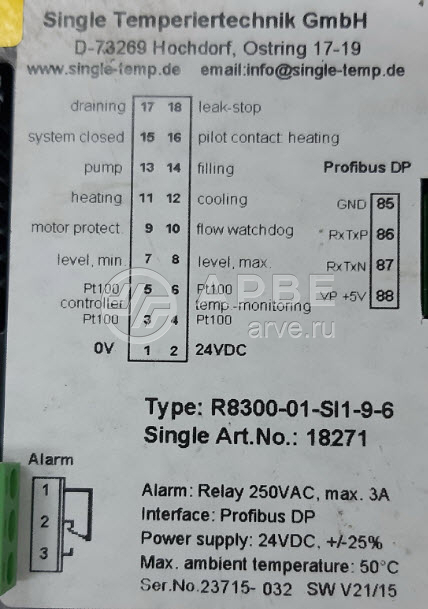 Single Temperiertechnik GmbH
D-73269 Hochdorf, Ostring 17-19
www.single-temp.de email:info@single-temp.de
draining 17 18 leak-stop
system closed 15 16 pilot contact: heating
pump 13 14 filling Profibus DP
heating 11 12 cooling GND 85
motor protect. 9 10 flow watchdog RxTxP 86
level, min. 7 8 level, max. RxTxN 87
Pt100/ controller 5 6 Pt100 temp.-monitoring VP +5V 88
Pt100 3 4 Pt100
0V 1 2 24VDC
АРВЕ
arve.ru
Type: R8300-01-SI1-9-6
Single Art.No.: 18271
Alarm
1 Alarm: Relay 250VAC, max. 3A
2 Interface: Profibus DP
Power supply: 24VDC, +/-25%
3 Max. ambient temperature: 50°C
Ser.No.23715- 032 SW V21/15